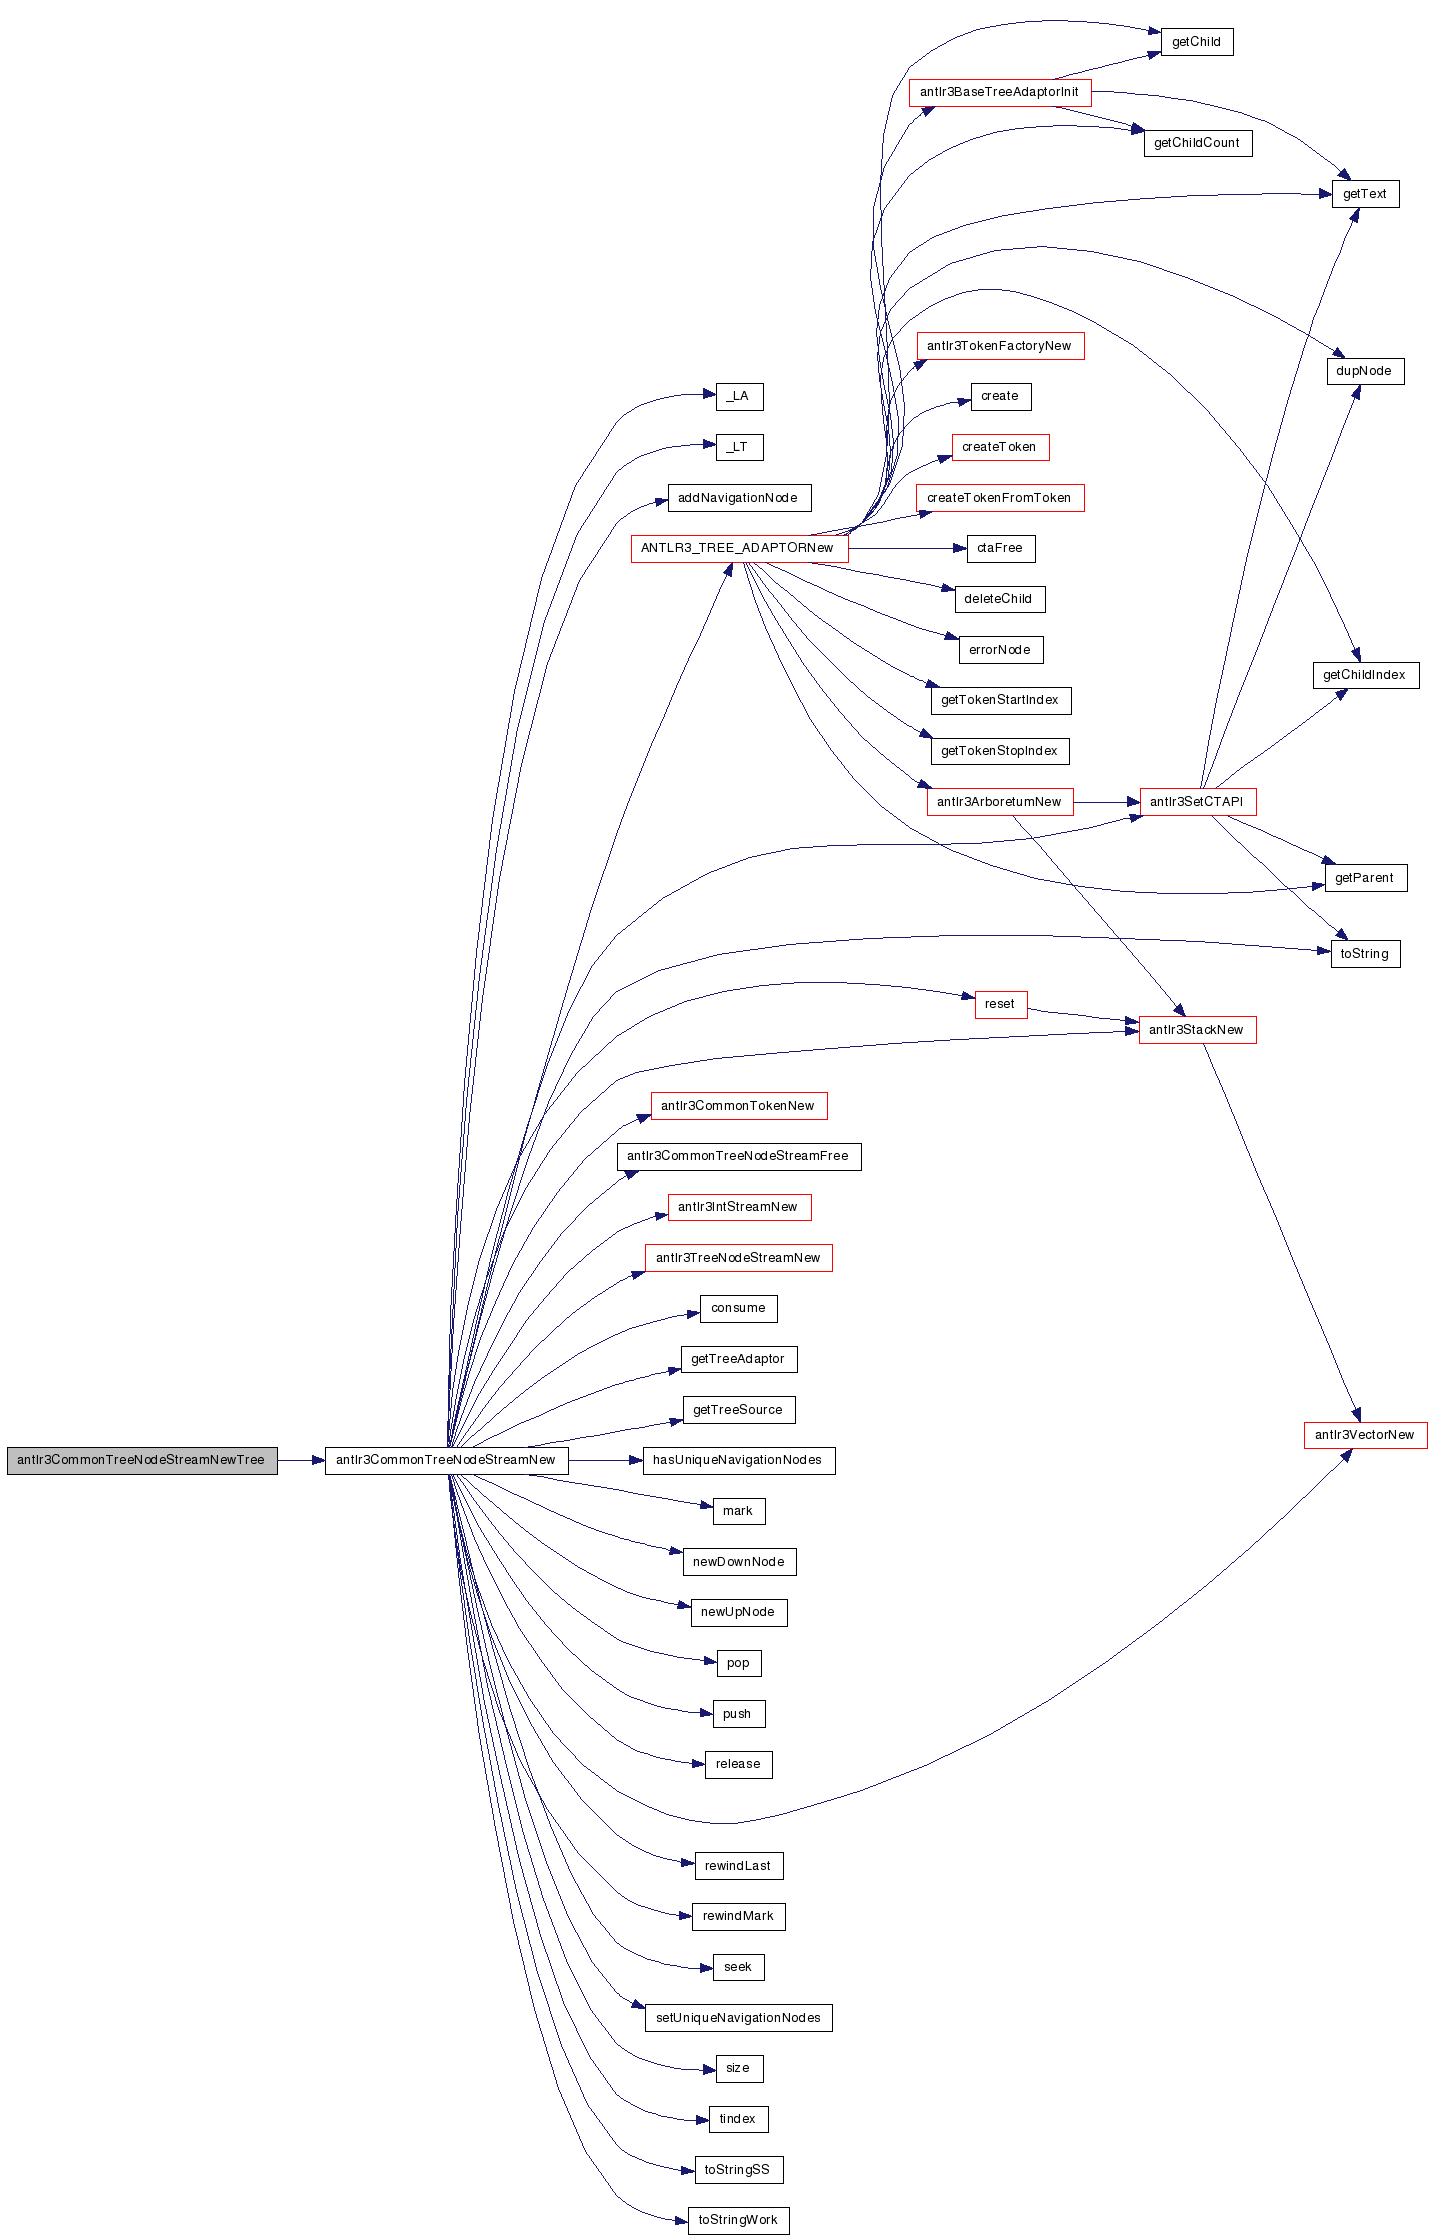 getChild
antlr3BaseTreeAdaptorInit
getChildCount
getText
antlr3TokenFactoryNew
dupNode
_LA
create
_LT
createToken
addNavigationNode
createTokenFromToken
ANTLR3_TREE_ADAPTORNew
ctaFree
deleteChild
errorNode
getChildIndex
getTokenStartIndex
getTokenStopIndex
antlr3ArboretumNew
antlr3SetCTAPI
getParent
toString
reset
antlr3StackNew
antlr3CommonTokenNew
antlr3CommonTreeNodeStreamFree
antlr3IntStreamNew
antlr3TreeNodeStreamNew
consume
getTreeAdaptor
getTreeSource
antlr3VectorNew
antlr3CommonTreeNodeStreamNewTree
antlr3CommonTreeNodeStreamNew
hasUniqueNavigationNodes
mark
newDownNode
newUpNode
pop
push
release
rewindLast
rewindMark
seek
setUniqueNavigationNodes
size
tindex
toStringSS
toStringWork